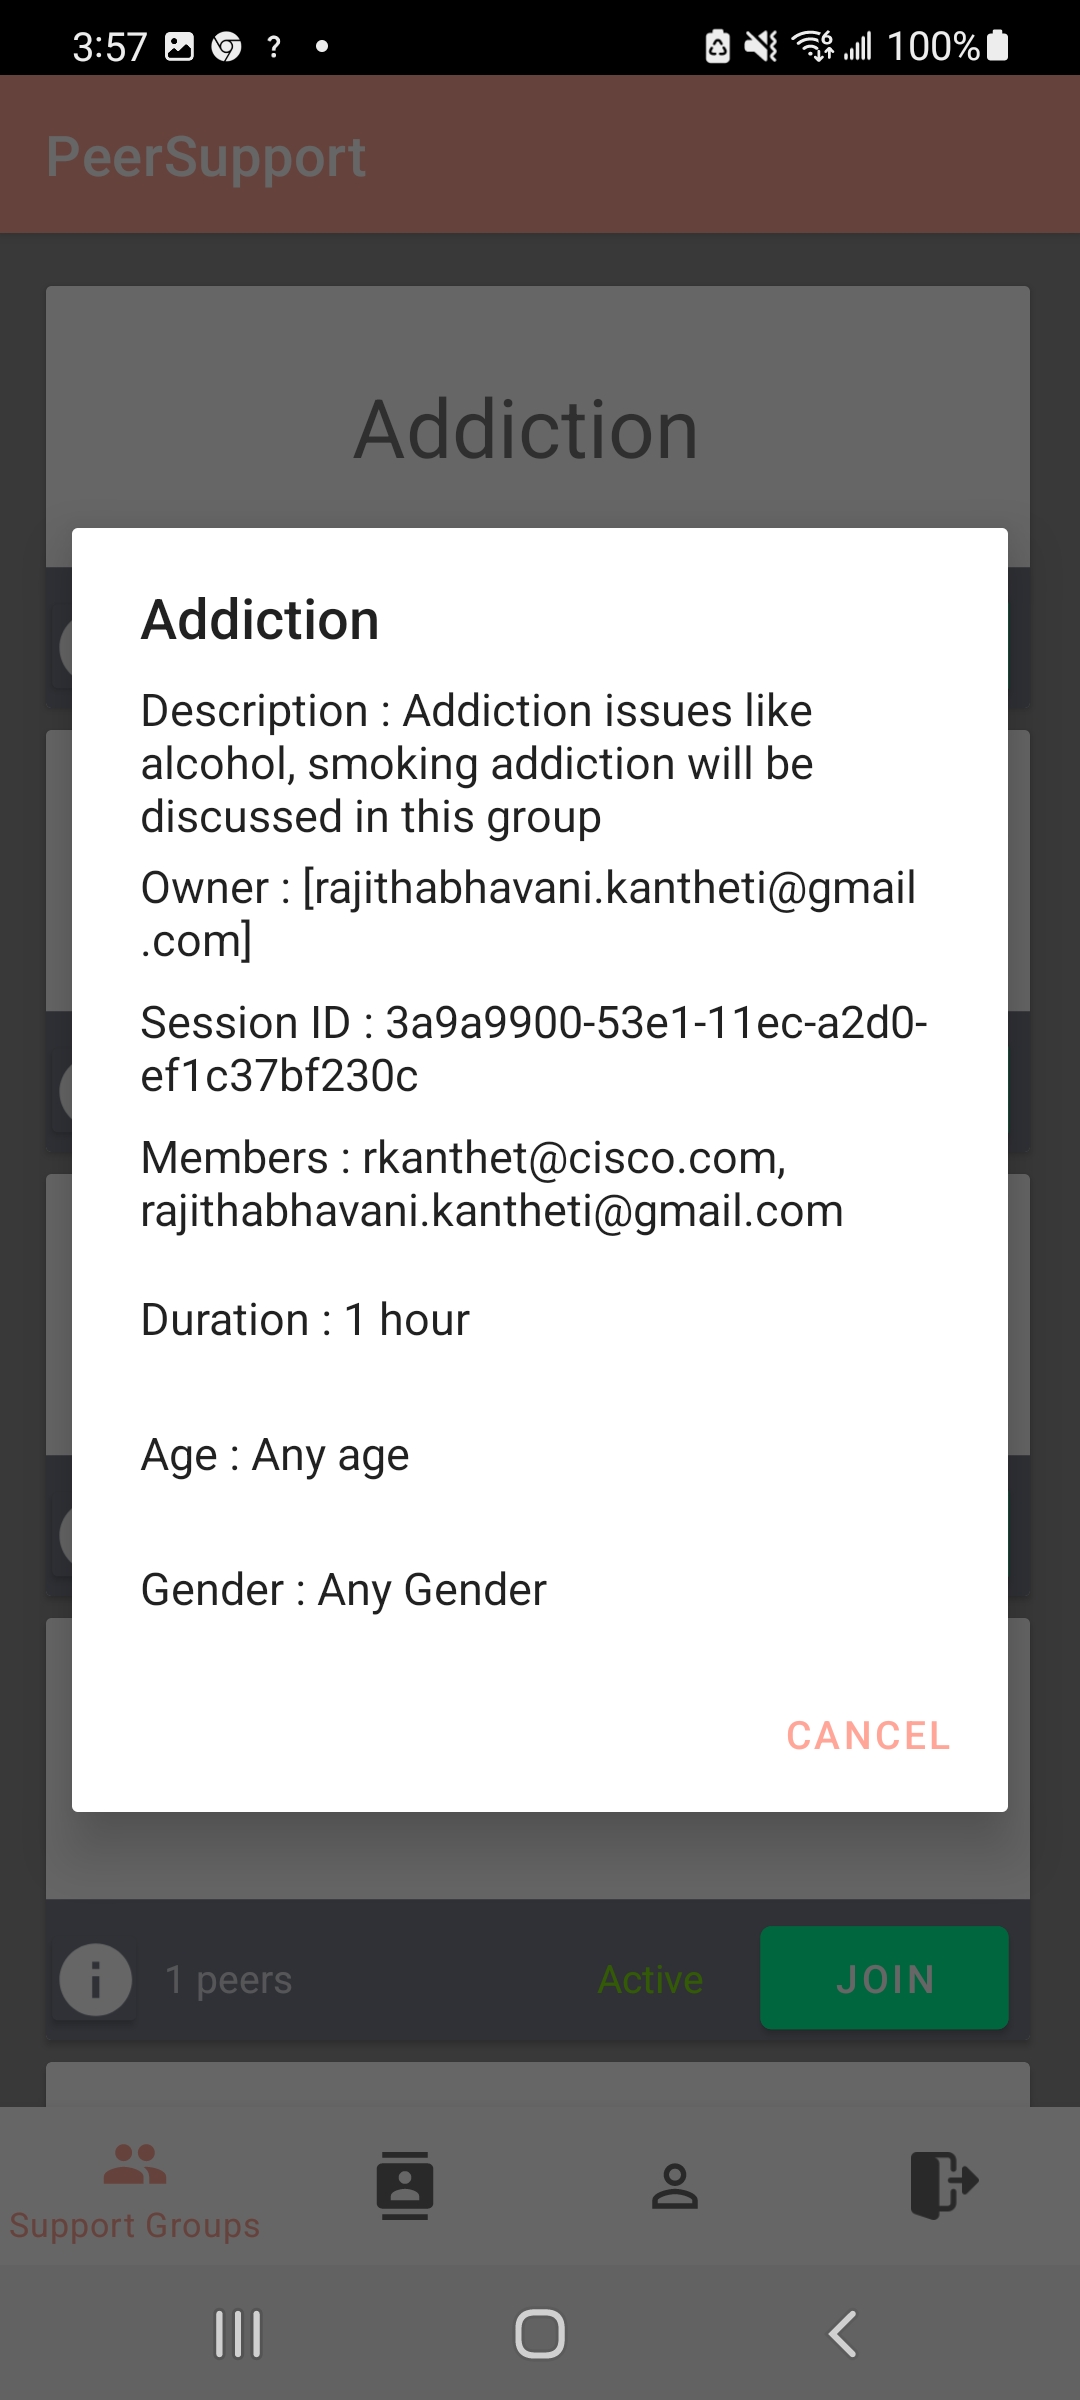 3:57
100%
PeerSupport
Addiction
Addiction
Description : Addiction issues like
alcohol, smoking addiction will be
discussed in this group
Owner : [rajithabhavani.kantheti@gmail
.com]
Session ID : 3a9a9900-53e1-11ec-a2d0-
ef1c37bf230c
Members : rkanthet@cisco.com,
rajithabhavani.kantheti@gmail.com
Duration : 1 hour
Age : Any age
Gender : Any Gender
CANCEL
1 peers
Active
JOIN
Support Groups